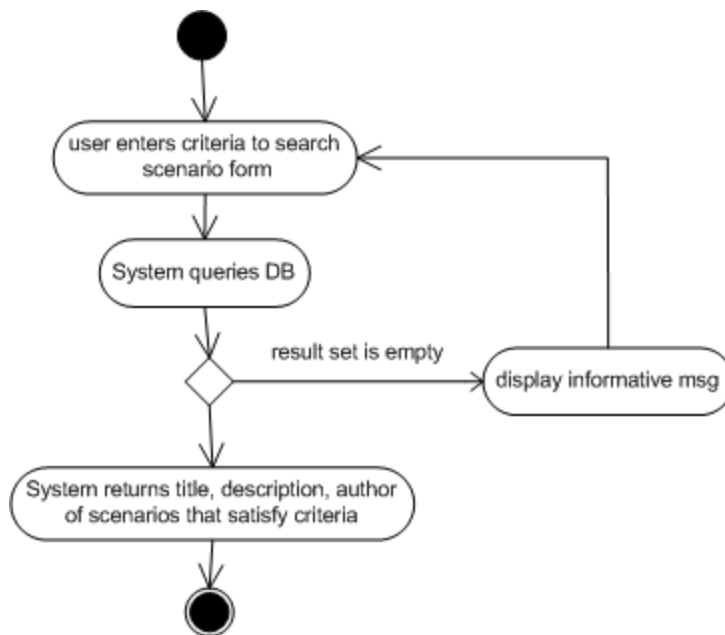 user enters criteria to search
scenario form
System queries DB
result set is empty
display informative msg
System returns title, description, author
of scenarios that satisfy criteria